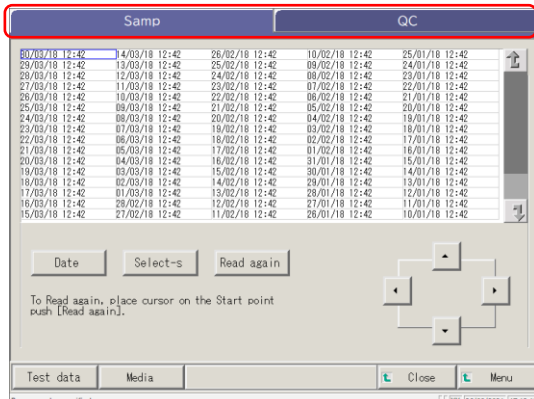 Samp QC
30/03/18 12:42 14/03/18 12:42 26/02/18 12:42 10/02/18 12:42 25/01/18 12:42
29/03/18 12:42 13/03/18 12:42 25/02/18 12:42 09/02/18 12:42 24/01/18 12:42
28/03/18 12:42 12/03/18 12:42 24/02/18 12:42 08/02/18 12:42 23/01/18 12:42
27/03/18 12:42 11/03/18 12:42 23/02/18 12:42 07/02/18 12:42 22/01/18 12:42
26/03/18 12:42 10/03/18 12:42 22/02/18 12:42 06/02/18 12:42 21/01/18 12:42
25/03/18 12:42 09/03/18 12:42 21/02/18 12:42 05/02/18 12:42 20/01/18 12:42
24/03/18 12:42 08/03/18 12:42 20/02/18 12:42 04/02/18 12:42 19/01/18 12:42
23/03/18 12:42 07/03/18 12:42 19/02/18 12:42 03/02/18 12:42 18/01/18 12:42
22/03/18 12:42 06/03/18 12:42 18/02/18 12:42 02/02/18 12:42 17/01/18 12:42
21/03/18 12:42 05/03/18 12:42 17/02/18 12:42 01/02/18 12:42 16/01/18 12:42
20/03/18 12:42 04/03/18 12:42 16/02/18 12:42 31/01/18 12:42 15/01/18 12:42
19/03/18 12:42 03/03/18 12:42 15/02/18 12:42 30/01/18 12:42 14/01/18 12:42
18/03/18 12:42 02/03/18 12:42 14/02/18 12:42 29/01/18 12:42 13/01/18 12:42
17/03/18 12:42 01/03/18 12:42 13/02/18 12:42 28/01/18 12:42 12/01/18 12:42
16/03/18 12:42 28/02/18 12:42 12/02/18 12:42 27/01/18 12:42 11/01/18 12:42
15/03/18 12:42 27/02/18 12:42 11/02/18 12:42 26/01/18 12:42 10/01/18 12:42
Date Select-s Read again
To Read again, place cursor on the Start point
push [Read again].
Test data Media Close Menu